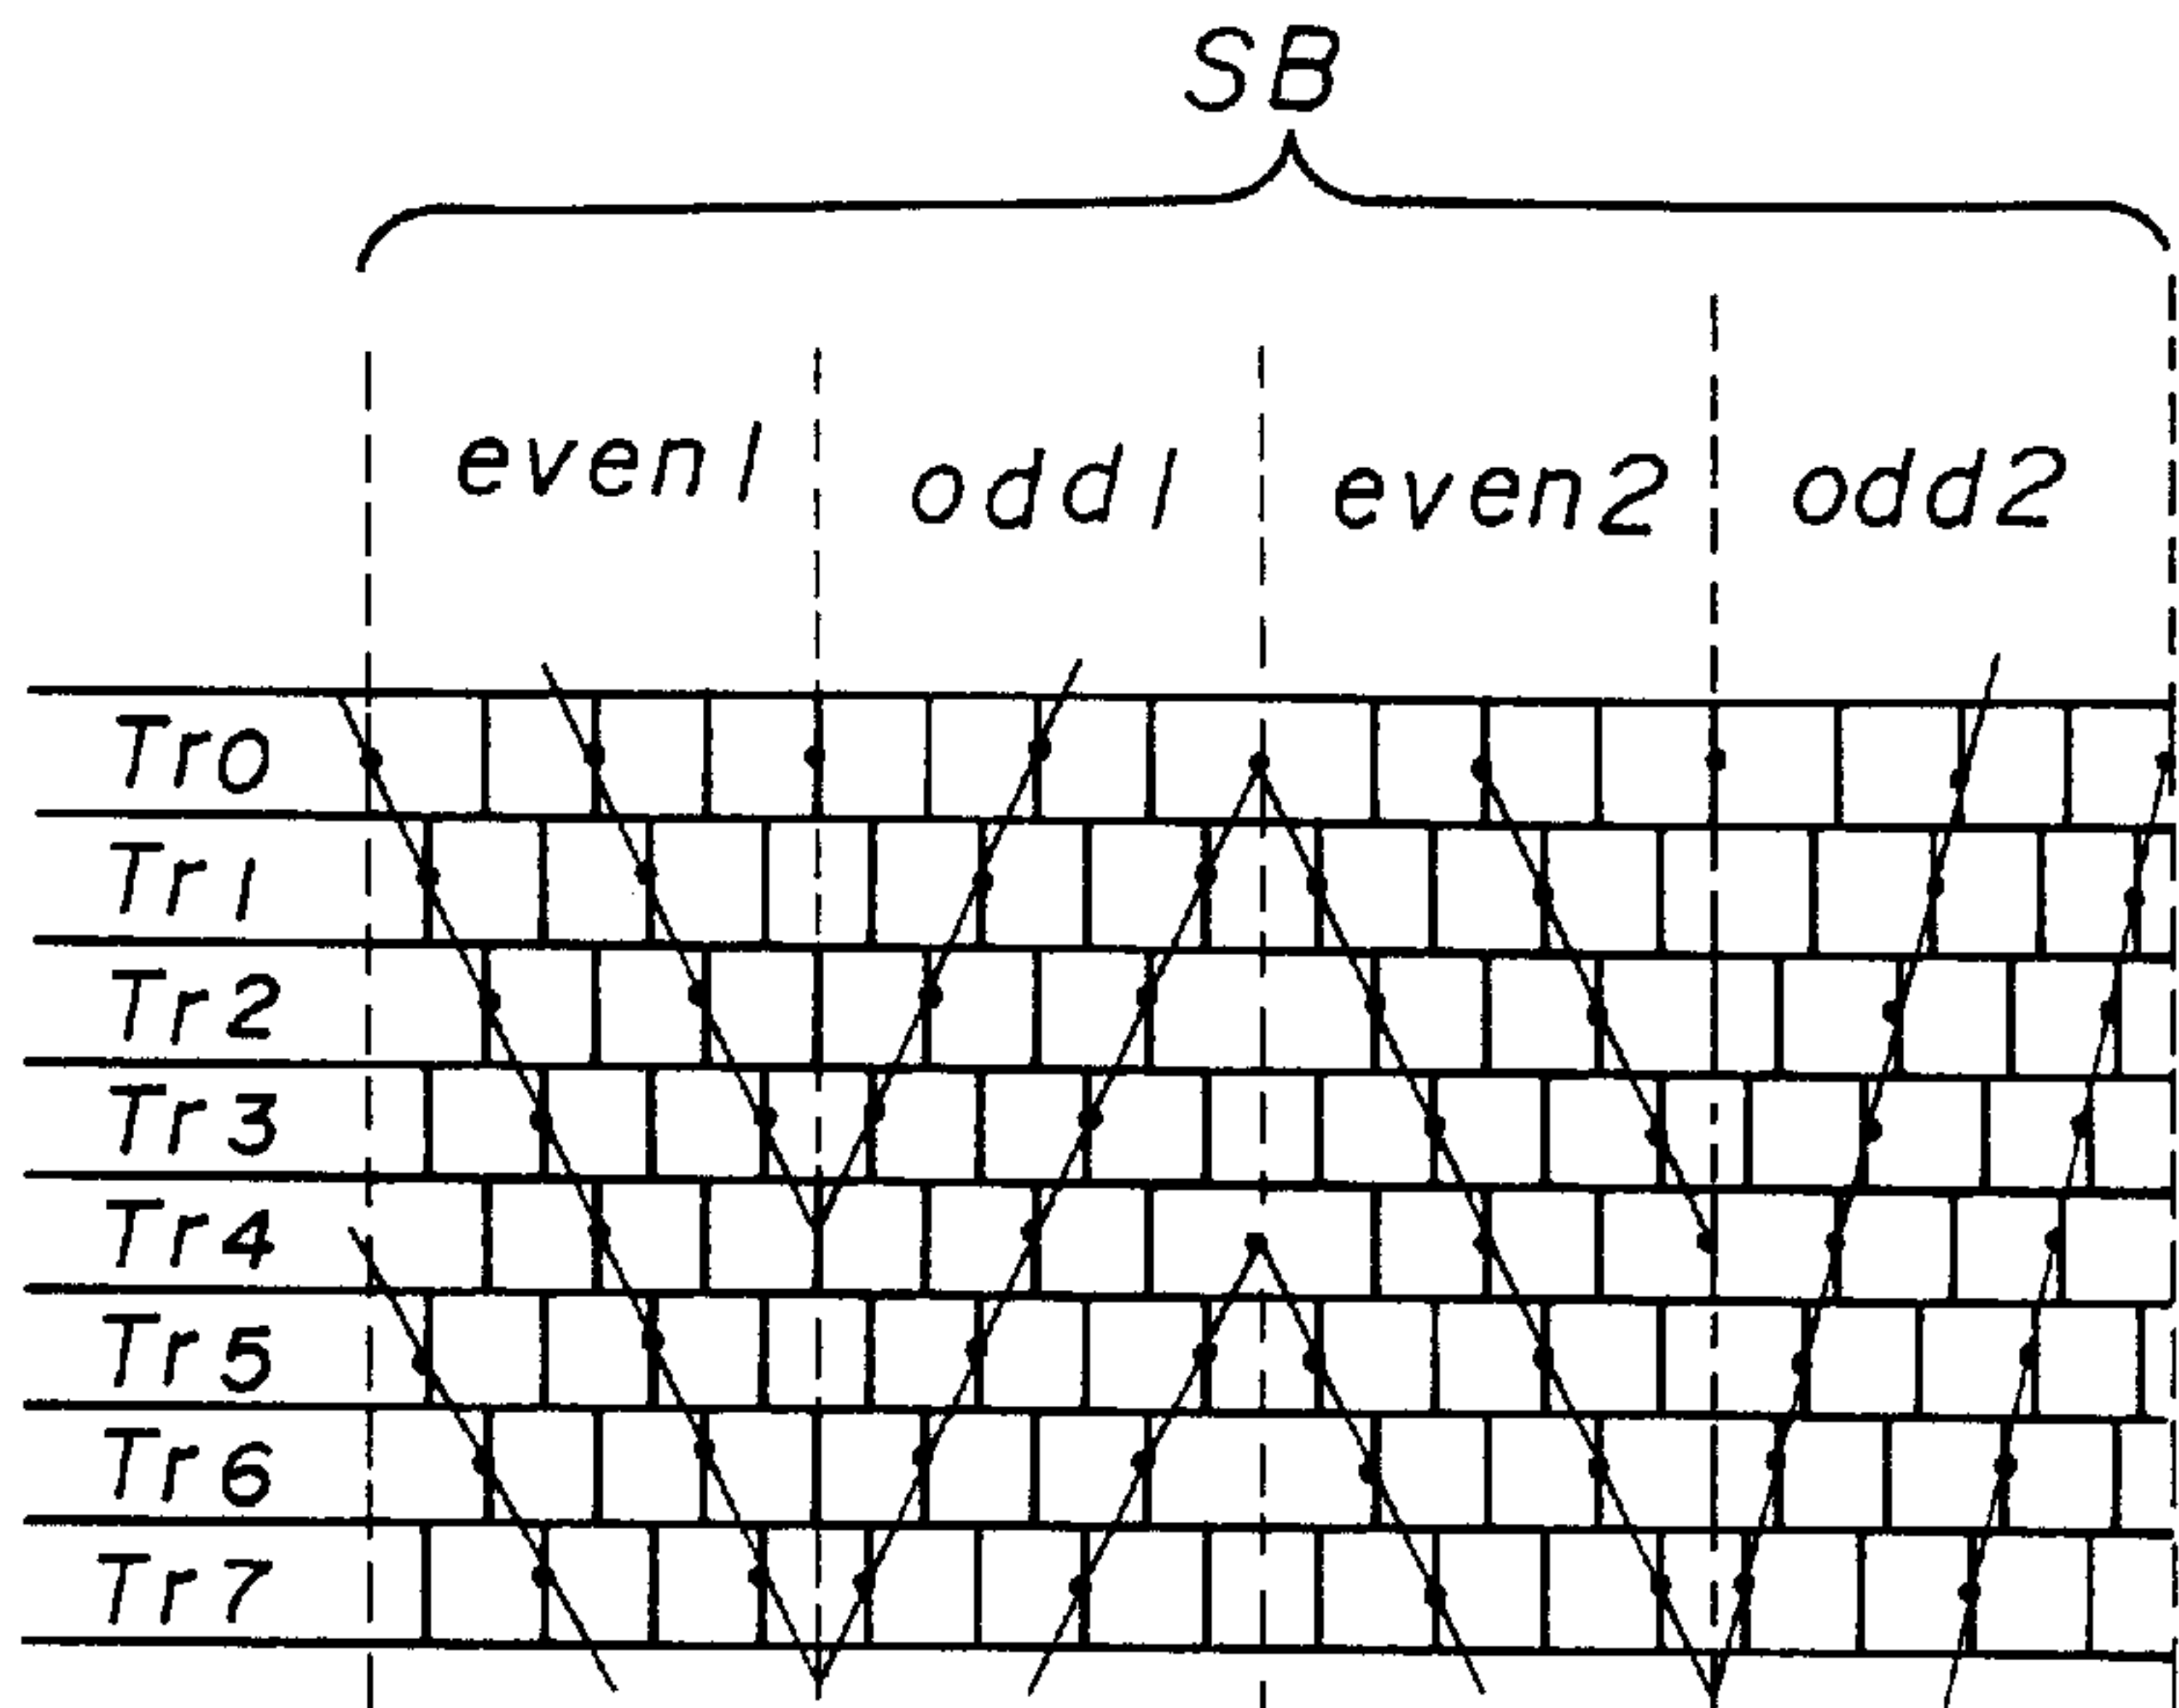 SB
even1 odd1 even2 odd2
Tr0
Tr1
Tr2
Tr3
Tr4
Tr5
Tr6
Tr7